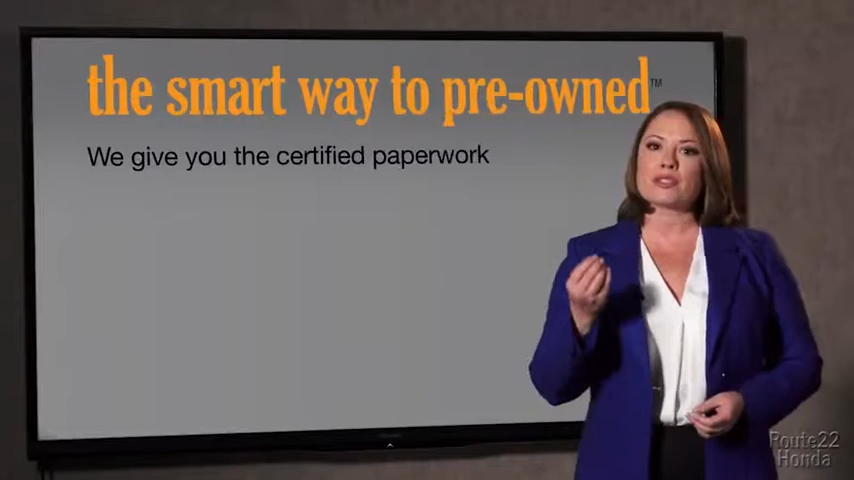 the smart way to pre-owned™
We give you the certified paperwork
Route22
Honda